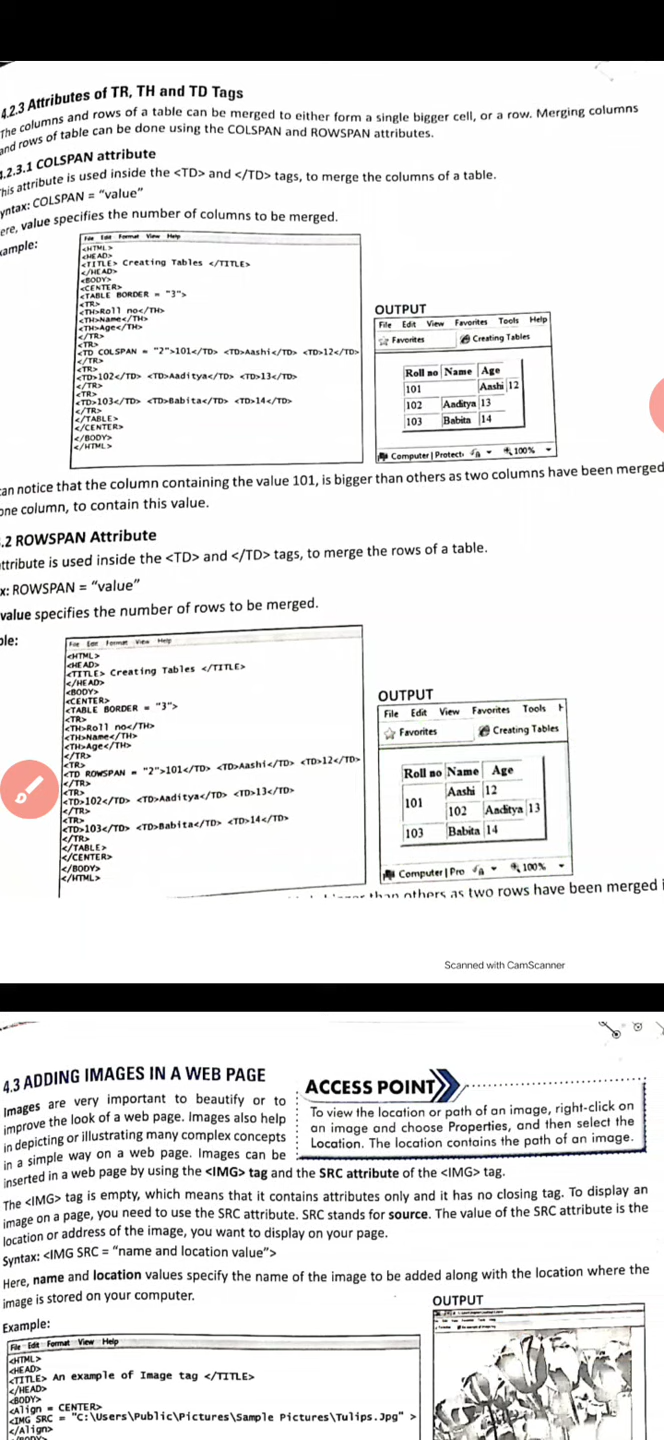 4.2.3 Attributes of TR, TH and TD Tags
The columns and rows of a table can be merged to either form a single bigger cell, or a row. Merging columns
and rows of table can be done using the COLSPAN and ROWSPAN attributes.
.2.3.1 COLSPAN attribute
his attribute is used inside the <TD> and </TD> tags, to merge the columns of a table.
yntax: COLSPAN = “value”
ere, value specifies the number of columns to be merged.
xample:
File Edit Format View Help
<HTML>
<HEAD>
<TITLE> Creating Tables </TITLE>
</HEAD>
<BODY>
<CENTER>
<TABLE BORDER = "3">
<TR>
<TH>Roll no</TH>
<TH>Name</TH>
<TH>Age</TH>
</TR>
<TR>
<TD COLSPAN = "2">101</TD> <TD>Aashi</TD> <TD>12</TD>
</TR>
<TR>
<TD>102</TD> <TD>Aaditya</TD> <TD>13</TD>
</TR>
<TR>
<TD>103</TD> <TD>Babita</TD> <TD>14</TD>
</TR>
</TABLE>
</CENTER>
</BODY>
</HTML>
OUTPUT
File Edit View Favorites Tools Help
Favorites Creating Tables
Roll no Name Age
101 Aashi 12
102 Aaditya 13
103 Babita 14
Computer | Protect 100%
an notice that the column containing the value 101, is bigger than others as two columns have been merged
one column, to contain this value.
.2 ROWSPAN Attribute
ttribute is used inside the <TD> and </TD> tags, to merge the rows of a table.
x: ROWSPAN = “value”
value specifies the number of rows to be merged.
ple:
File Edit Format View Help
<HTML>
<HEAD>
<TITLE> Creating Tables </TITLE>
</HEAD>
<BODY>
<CENTER>
<TABLE BORDER = "3">
<TR>
<TH>Roll no</TH>
<TH>Name</TH>
<TH>Age</TH>
</TR>
<TR>
<TD ROWSPAN = "2">101</TD> <TD>Aashi</TD> <TD>12</TD>
</TR>
<TR>
<TD>102</TD> <TD>Aaditya</TD> <TD>13</TD>
</TR>
<TR>
<TD>103</TD> <TD>Babita</TD> <TD>14</TD>
</TR>
</TABLE>
</CENTER>
</BODY>
</HTML>
OUTPUT
File Edit View Favorites Tools
Favorites Creating Tables
Roll no Name Age
Aashi 12
101
102 Aaditya 13
103 Babita 14
Computer | Pro 100%
than others as two rows have been merged
Scanned with CamScanner
4.3 ADDING IMAGES IN A WEB PAGE
Images are very important to beautify or to
improve the look of a web page. Images also help
in depicting or illustrating many complex concepts
in a simple way on a web page. Images can be
inserted in a web page by using the <IMG> tag and the SRC attribute of the <IMG> tag.
ACCESS POINT
To view the location or path of an image, right-click on
an image and choose Properties, and then select the
Location. The location contains the path of an image.
The <IMG> tag is empty, which means that it contains attributes only and it has no closing tag. To display an
image on a page, you need to use the SRC attribute. SRC stands for source. The value of the SRC attribute is the
location or address of the image, you want to display on your page.
Syntax: <IMG SRC = “name and location value”>
Here, name and location values specify the name of the image to be added along with the location where the
image is stored on your computer.
Example:
File Edit Format View Help
<HTML>
<HEAD>
<TITLE> An example of Image tag </TITLE>
</HEAD>
<BODY>
<Align = CENTER>
<IMG SRC = "C:\Users\Public\Pictures\Sample Pictures\Tulips.Jpg" >
</Align>
OUTPUT